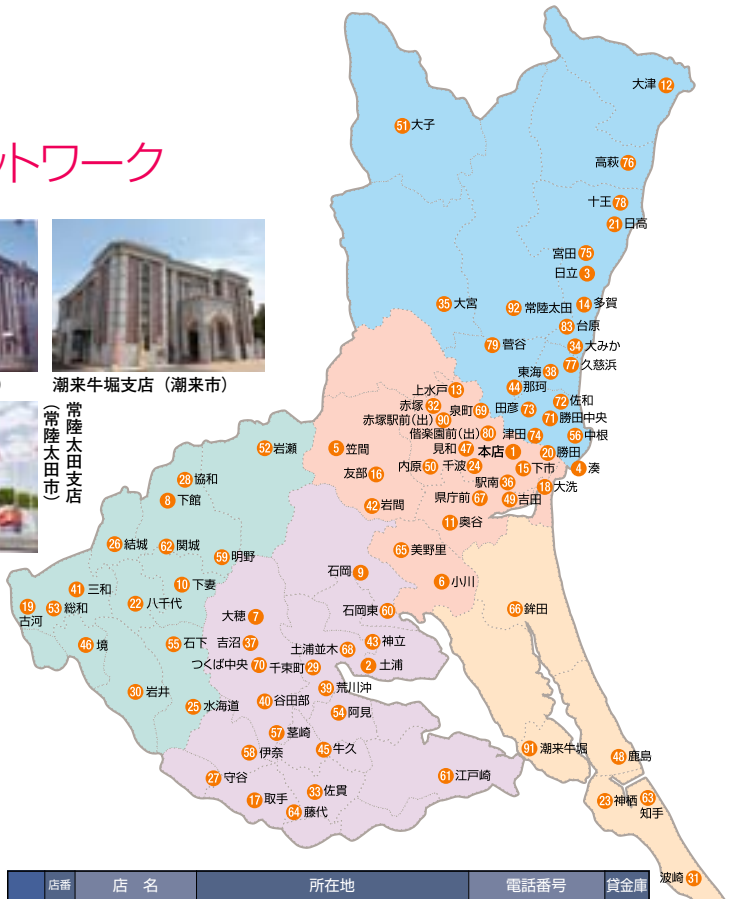 ットワーク
潮来牛堀支店（潮来市）
常陸太田支店
（常陸太田市）
大津 12
51 大子
高萩 76
十王 78
21 日高
宮田 75
日立 3
35 大宮
92 常陸太田
14 多賀
83 台原
79 菅谷
34 大みか
77 久慈浜
東海 38
44 那珂
上水戸 13
赤塚 32
泉町 69
田彦 73
72 佐和
赤塚駅前(出) 90
71 勝田中央
偕楽園前(出) 80
津田 74
56 中根
見和 47
本店 1
20 勝田
内原 50
千波 24
15 下市
4 湊
52 岩瀬
5 笠間
友部 16
駅南 36
18 大洗
県庁前 67
49 吉田
28 協和
8 下館
42 岩間
11 奥谷
26 結城
62 関城
59 明野
65 美野里
石岡 9
6 小川
41 三和
10 下妻
19
古河
53 総和
22 八千代
大穂 7
石岡東 60
66 鉾田
46 境
55 石下
吉沼 37
土浦並木 68
43 神立
つくば中央 70
千束町 29
2 土浦
30 岩井
25 水海道
40 谷田部
39 荒川沖
54 阿見
57 茎崎
58 伊奈
45 牛久
91 潮来牛堀
48 鹿島
27 守谷
61 江戸崎
17 取手
33 佐貫
64 藤代
23 神栖
63
知手
波崎 31
店番 店名 所在地 電話番号 貸金庫